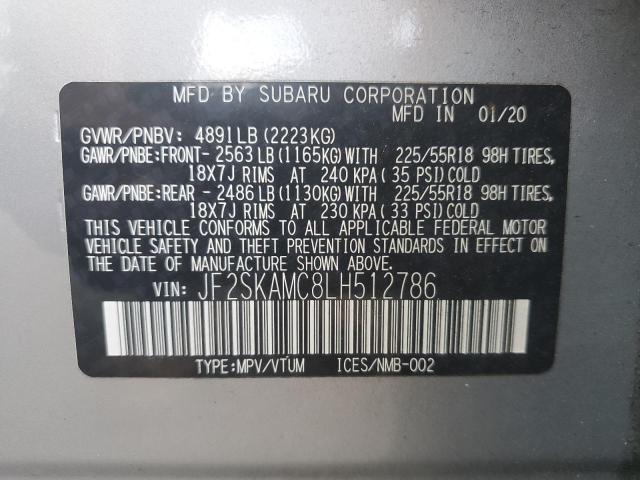 MFD BY SUBARU CORPORATION
MFD IN 01/20
GVWR/PNBV: 4891LB (2223KG)
GAWR/PNBE:FRONT- 2563 LB (1165KG) WITH 225/55R18 98H TIRES,
18X7J RIMS AT 240 KPA ( 35 PSI) COLD
GAWR/PNBE:REAR - 2486 LB (1130KG) WITH 225/55R18 98H TIRES,
18X7J RIMS AT 230 KPA ( 33 PSI) COLD
THIS VEHICLE CONFORMS TO ALL APPLICABLE FEDERAL MOTOR
VEHICLE SAFETY AND THEFT PREVENTION STANDARDS IN EFFECT ON
THE DATE OF MANUFACTURE SHOWN ABOVE.
VIN: JF2SKAMC8LH512786
TYPE:MPV/VTUM ICES/NMB-002